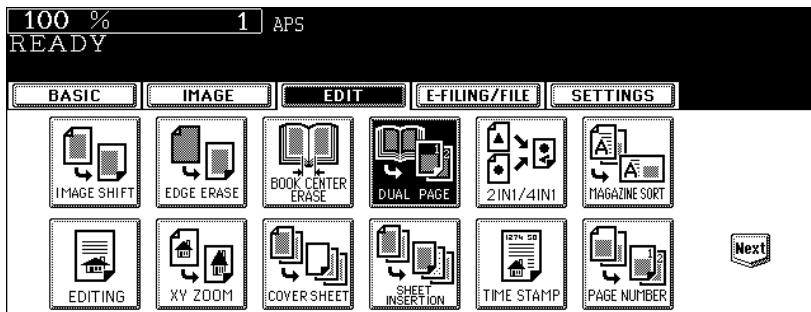 100 % 1 APS
READY
BASIC IMAGE EDIT E-FILING/FILE SETTINGS
IMAGE SHIFT EDGE ERASE BOOK CENTER ERASE DUAL PAGE 2IN1/4IN1 MAGAZINE SORT
EDITING XY ZOOM COVER SHEET SHEET INSERTION TIME STAMP PAGE NUMBER Next